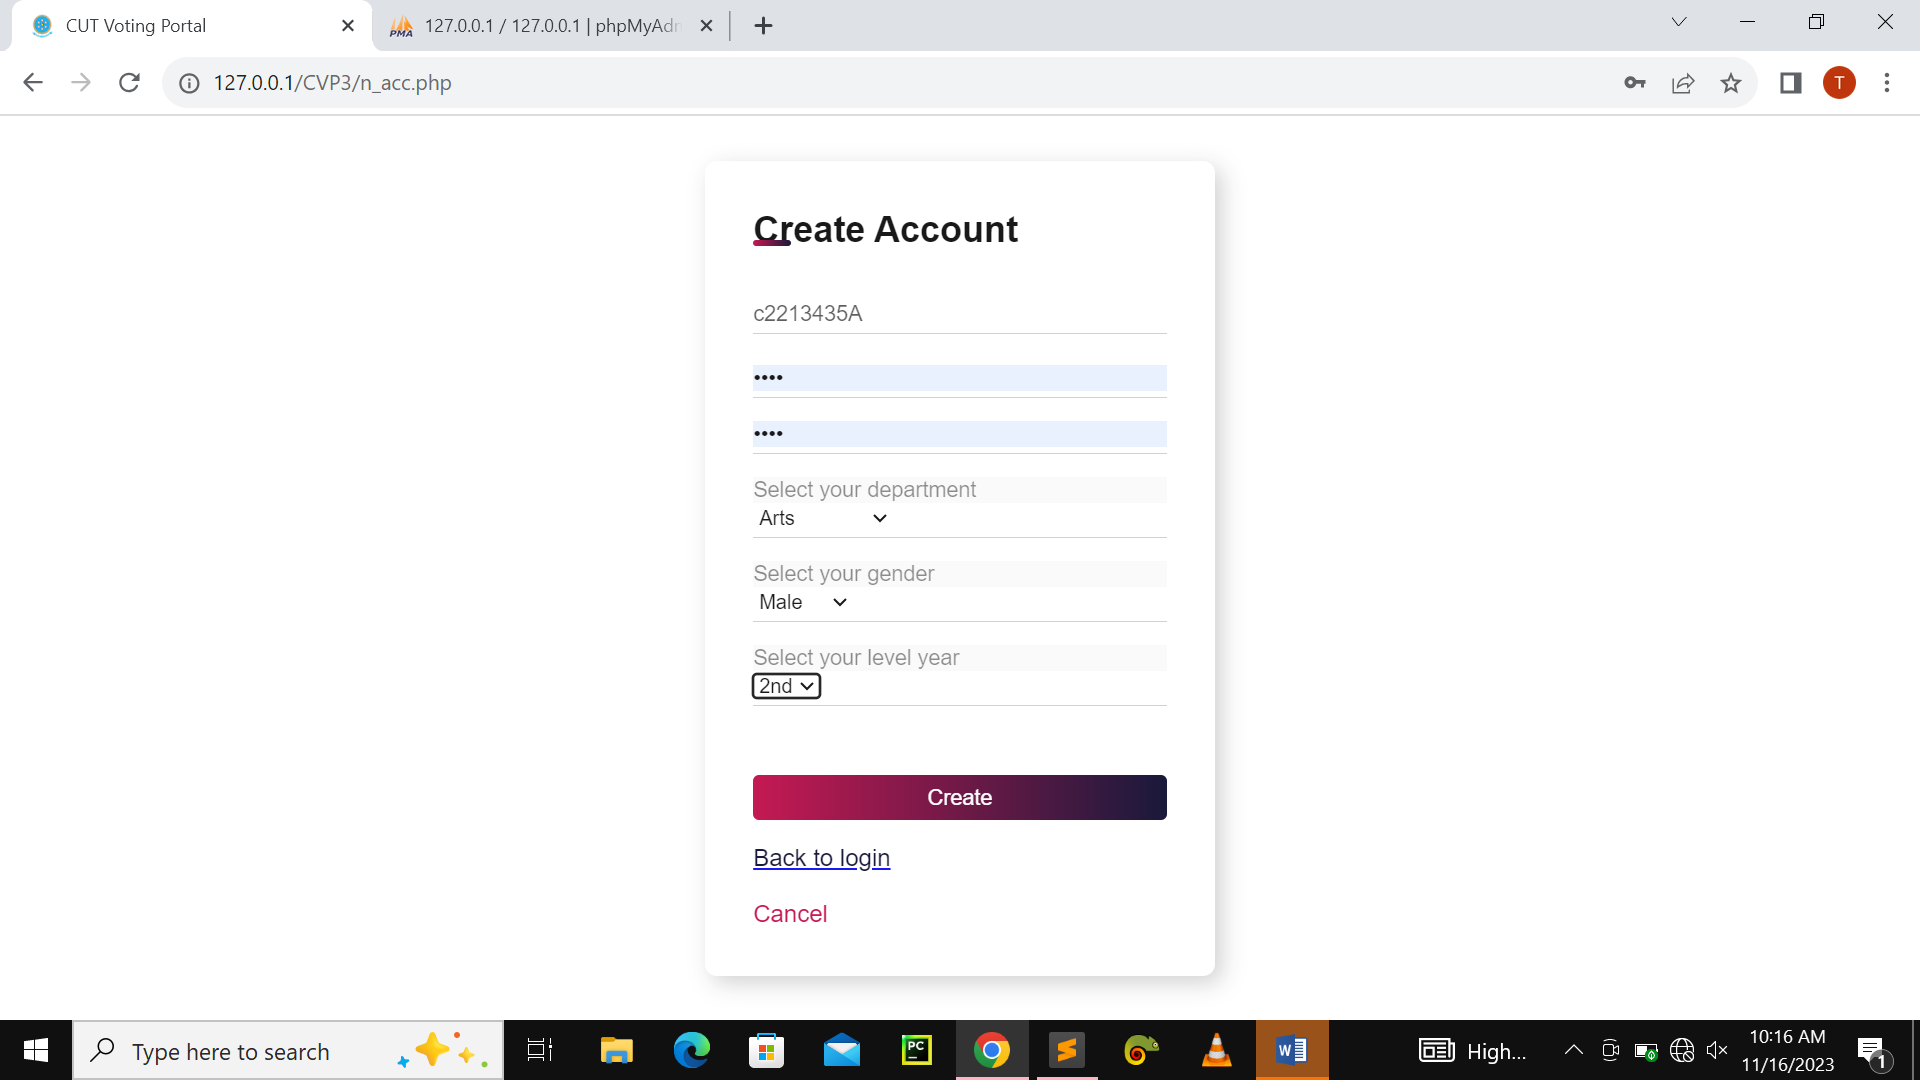 CUT Voting Portal
127.0.0.1 / 127.0.0.1 | phpMyAdr
127.0.0.1/CVP3/n_acc.php
T
Create Account
c2213435A
••••
••••
Select your department
Arts
Select your gender
Male
Select your level year
2nd
Create
Back to login
Cancel
Type here to search
High...
10:16 AM
11/16/2023
1
PMA
PC
W